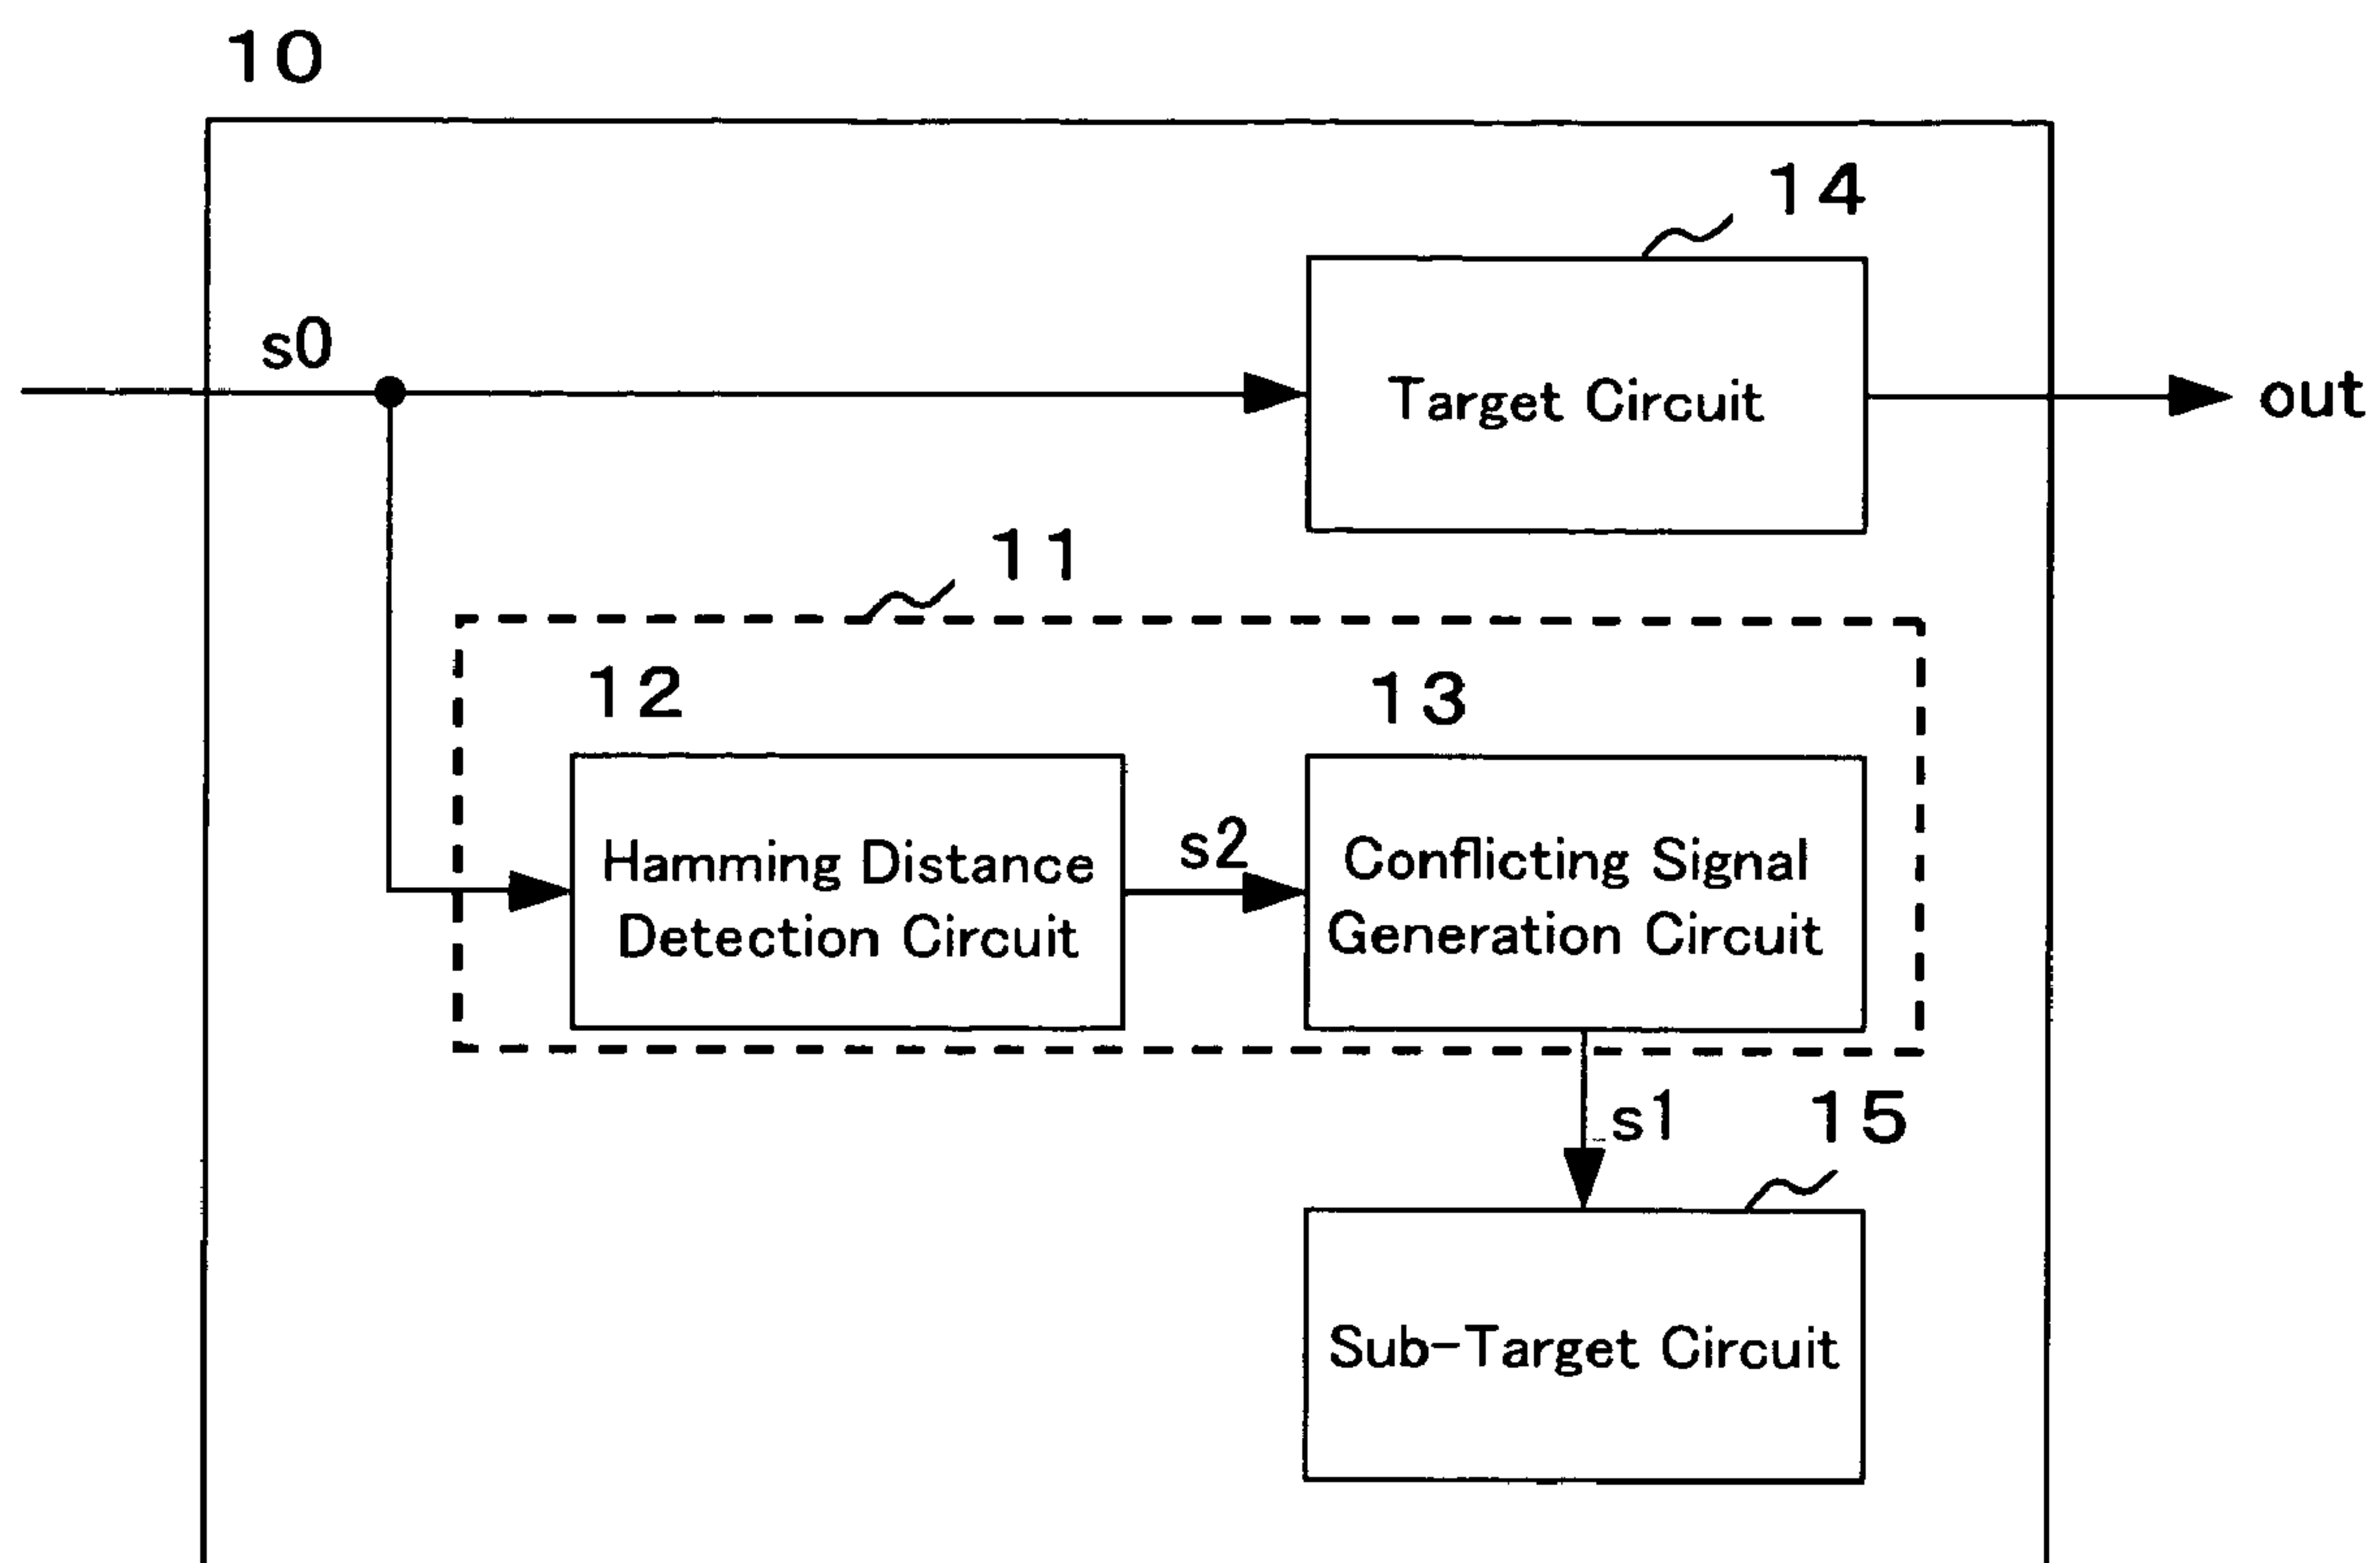 10
14
s0
Target Circuit
out
11
12
13
Hamming Distance
Detection Circuit
s2
Conflicting Signal
Generation Circuit
s1
15
Sub-Target Circuit